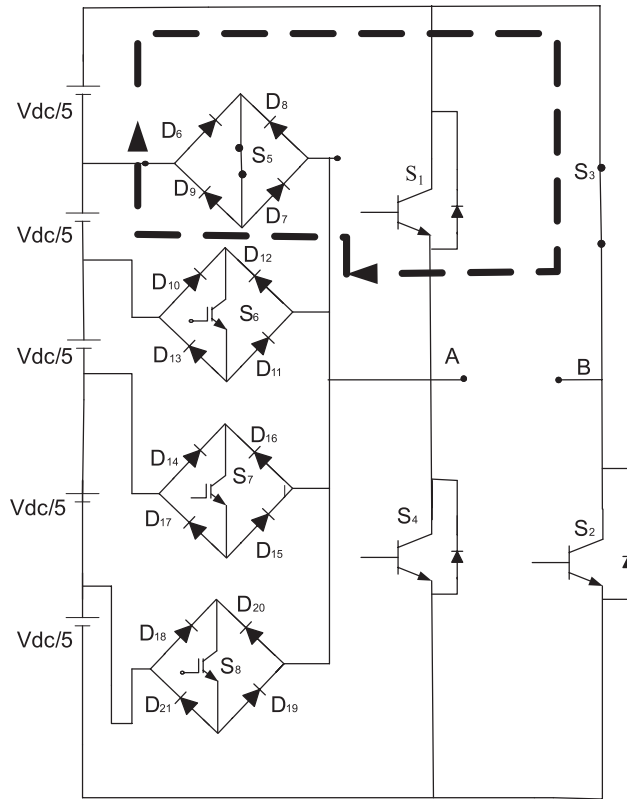 D₈
D₆
Vdc/5
S₅
S₁
S₃
D₉
D₇
Vdc/5
D₁₂
D₁₀
S₆
Vdc/5
D₁₃
D₁₁
A
B
D₁₆
D₁₄
S₇
Vdc/5
D₁₇
D₁₅
S₄
S₂
D₂₀
D₁₈
Vdc/5
S₈
D₂₁
D₁₉